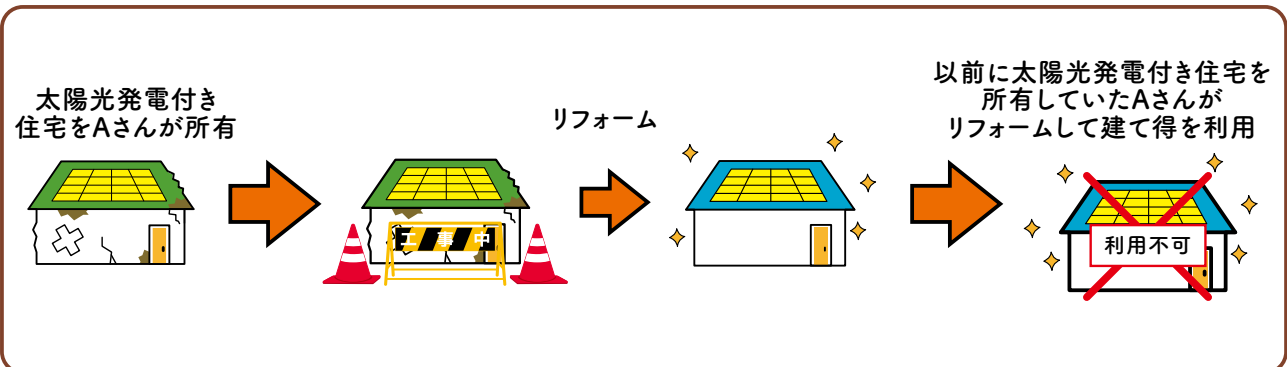 太陽光発電付き
住宅をAさんが所有
工事中
リフォーム
以前に太陽光発電付き住宅を
所有していたAさんが
リフォームして建て得を利用
利用不可